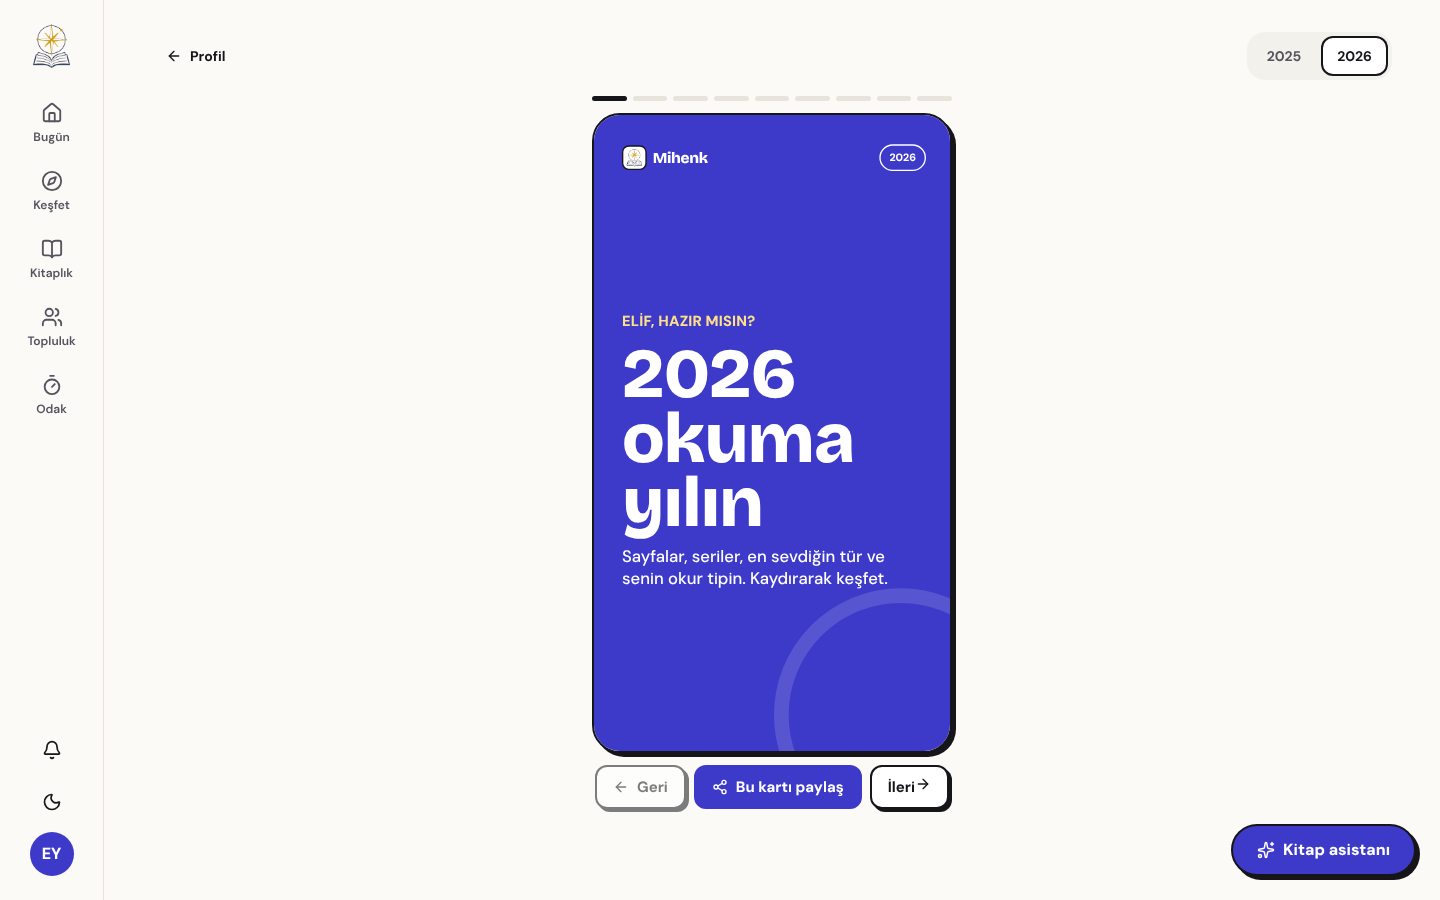 Bugün
Keşfet
Kitaplık
Topluluk
Odak
EY
Profil
2025
2026
Mihenk
2026
ELİF, HAZIR MISIN?
2026
okuma
yılın
Sayfalar, seriler, en sevdiğin tür ve
senin okur tipin. Kaydırarak keşfet.
Geri
Bu kartı paylaş
İleri
Kitap asistanı